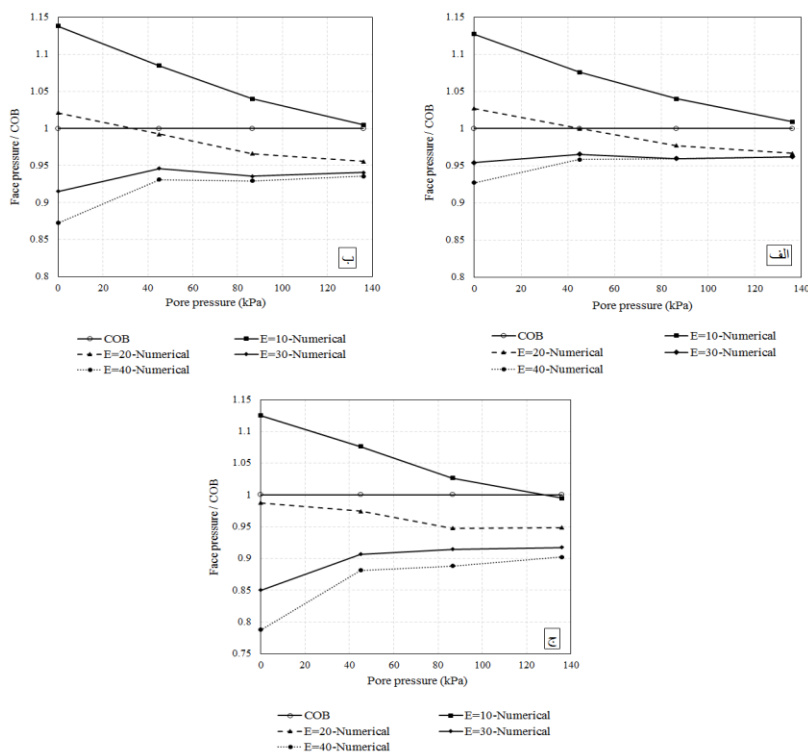 1.15
1.1
1.05
1
0.95
0.9
0.85
0.8
Face pressure / COB
0 20 40 60 80 100 120 140
Pore pressure (kPa)
ب
COB E=10-Numerical
E=20-Numerical E=30-Numerical
E=40-Numerical
1.15
1.1
1.05
1
0.95
0.9
0.85
0.8
Face pressure / COB
0 20 40 60 80 100 120 140
Pore pressure (kPa)
الف
COB E=10-Numerical
E=20-Numerical E=30-Numerical
E=40-Numerical
1.15
1.1
1.05
1
0.95
0.9
0.85
0.8
0.75
Face pressure / COB
0 20 40 60 80 100 120 140
Pore pressure (kPa)
ج
COB E=10-Numerical
E=20-Numerical E=30-Numerical
E=40-Numerical